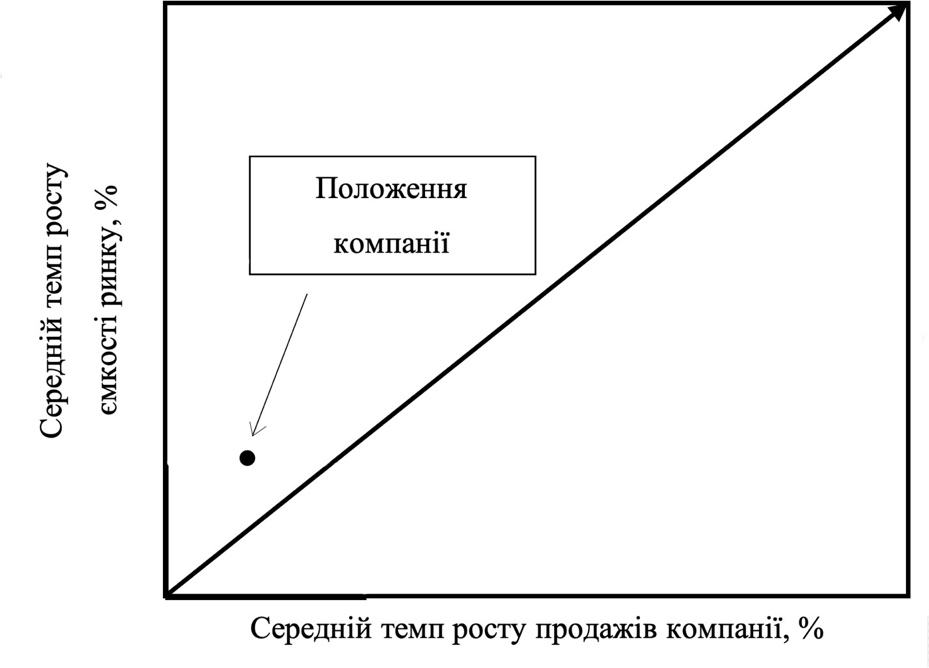 Середній темп росту
ємкості ринку, %
Положення
компанії
Середній темп росту продажів компанії, %